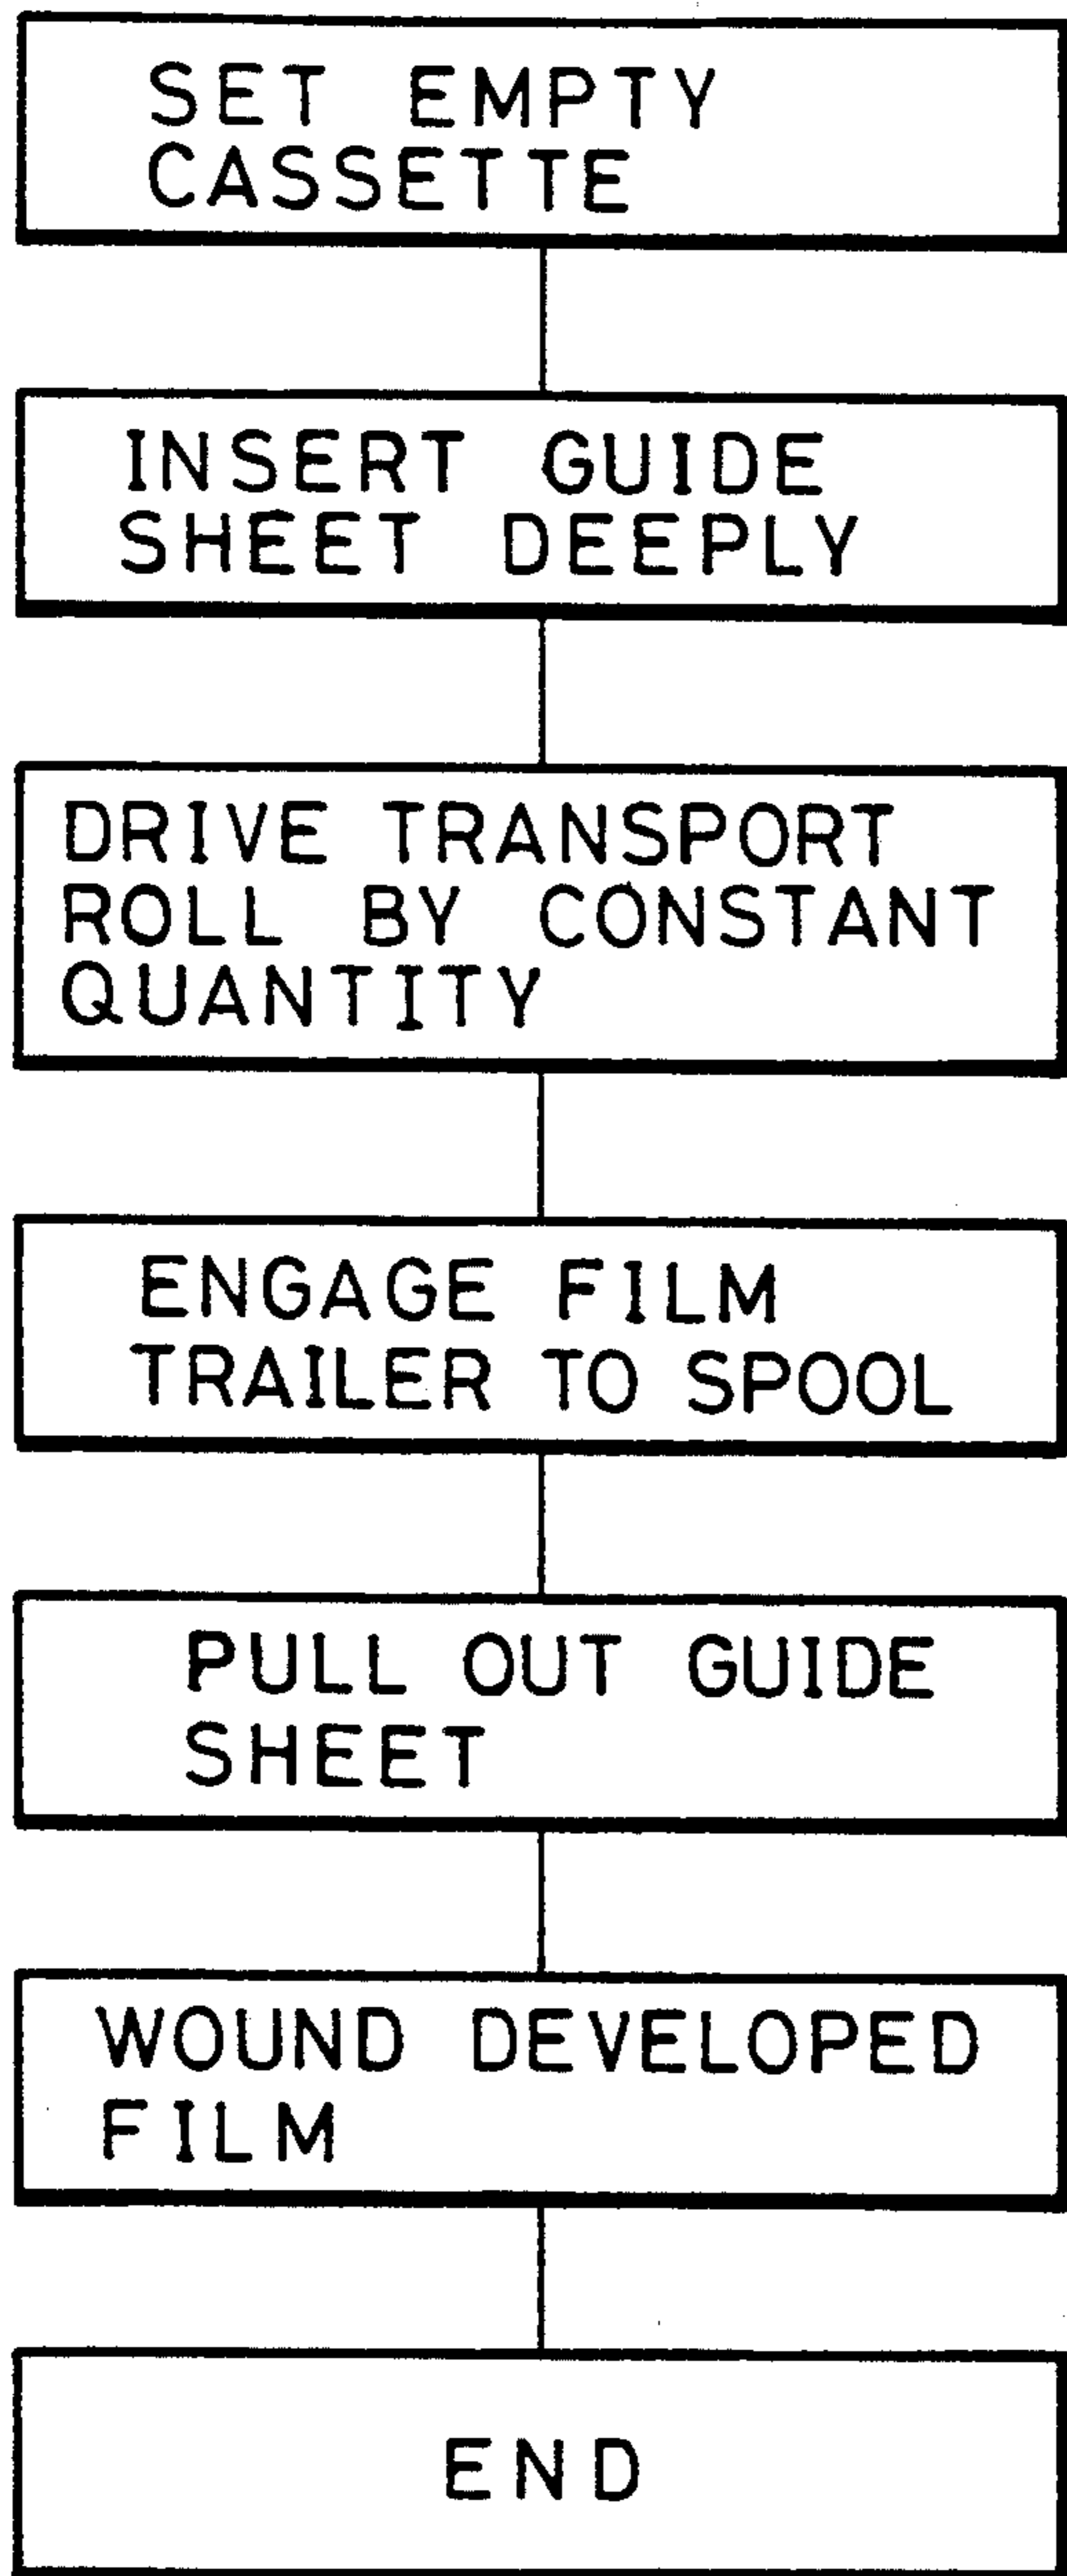 SET EMPTY
CASSETTE
INSERT GUIDE
SHEET DEEPLY
DRIVE TRANSPORT
ROLL BY CONSTANT
QUANTITY
ENGAGE FILM
TRAILER TO SPOOL
PULL OUT GUIDE
SHEET
WOUND DEVELOPED
FILM
END